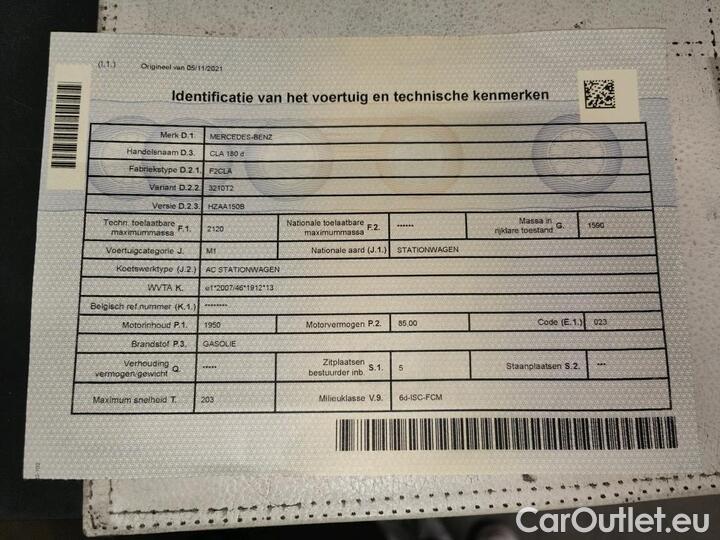 (I.1.) Origineel van 05/11/2021
Identificatie van het voertuig en technische kenmerken
Merk D.1. MERCEDES-BENZ
Handelsnaam D.3. CLA 180 d
Fabriekstype D.2.1. F2CLA
Variant D.2.2. 3210T2
Versie D.2.3. HZAA150B
Techn. toelaatbare maximummassa F.1. 2120 Nationale toelaatbare maximummassa F.2. ****** Massa in rijklare toestand G. 1590
Voertuigcategorie J. M1 Nationale aard (J.1.) STATIONWAGEN
Koetswerktype (J.2.) AC STATIONWAGEN
WVTA K. e1*2007/46*1912*13
Belgisch ref.nummer (K.1.) ********
Motorinhoud P.1. 1950 Motorvermogen P.2. 85,00 Code (E.1.) 023
Brandstof P.3. GASOLIE
Verhouding vermogen/gewicht Q. ***** Zitplaatsen bestuurder inb. S.1. 5 Staanplaatsen S.2. ***
Maximum snelheid T. 203 Milieuklasse V.9. 6d-ISC-FCM
CarOutlet.eu